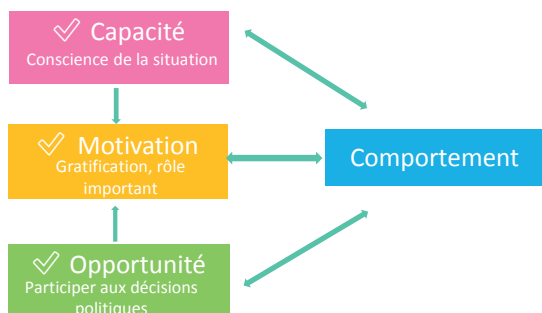 Capacité
Conscience de la situation
Motivation
Gratification, rôle
important
Comportement
Opportunité
Participer aux décisions
politiques